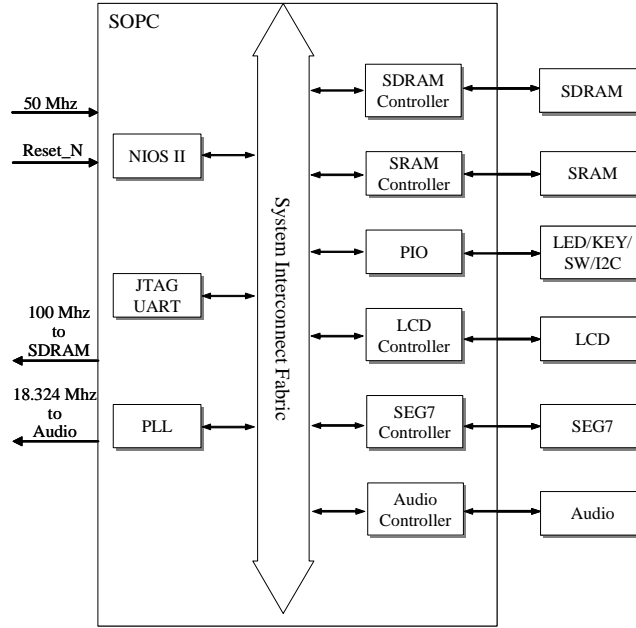 SOPC
50 Mhz
Reset_N
NIOS II
JTAG
UART
100 Mhz
to
SDRAM
18.324 Mhz
to
Audio
PLL
System Interconnect Fabric
SDRAM
Controller
SDRAM
SRAM
Controller
SRAM
PIO
LED/KEY/
SW/I2C
LCD
Controller
LCD
SEG7
Controller
SEG7
Audio
Controller
Audio